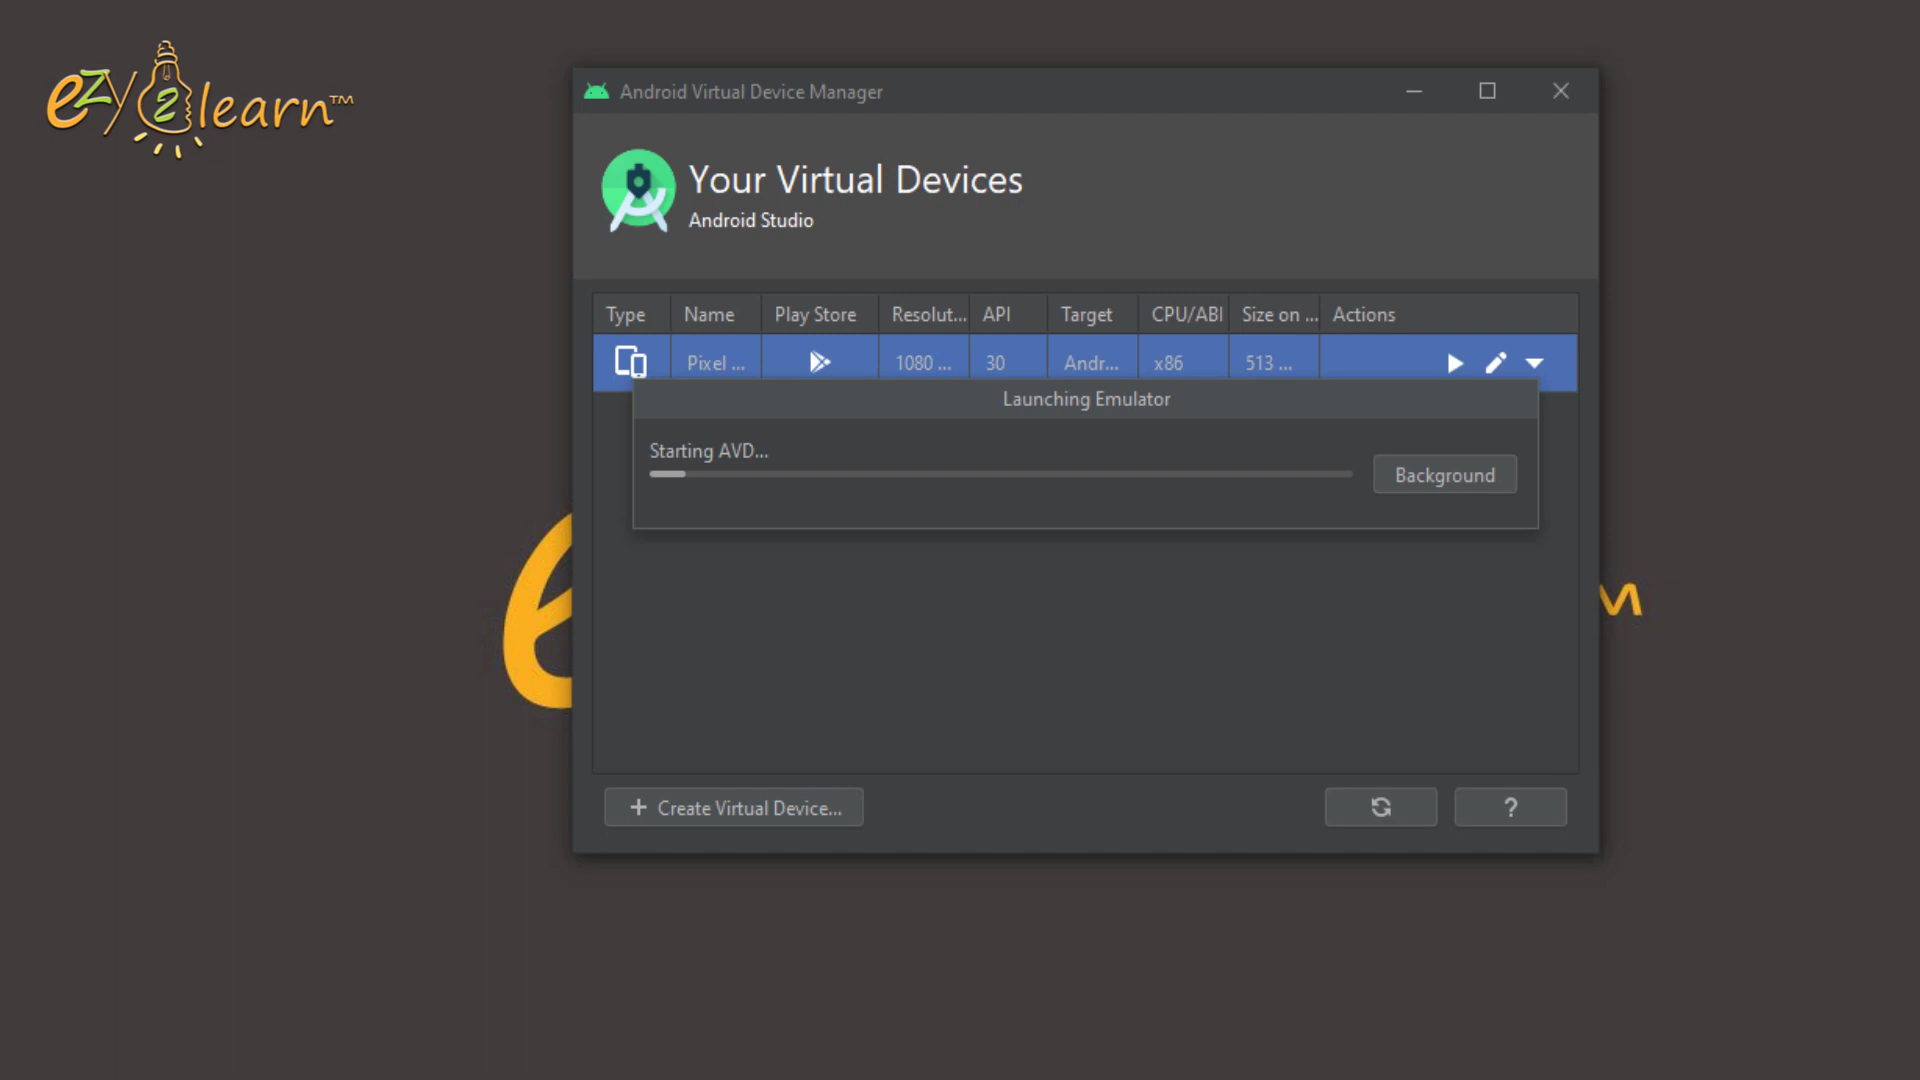 ezy2learn™
Android Virtual Device Manager
Your Virtual Devices
Android Studio
Type Name Play Store Resolut... API Target CPU/ABI Size on ... Actions
Pixel ... 1080 ... 30 Andr... x86 513 ...
Launching Emulator
Starting AVD...
Background
e M
+ Create Virtual Device...
?